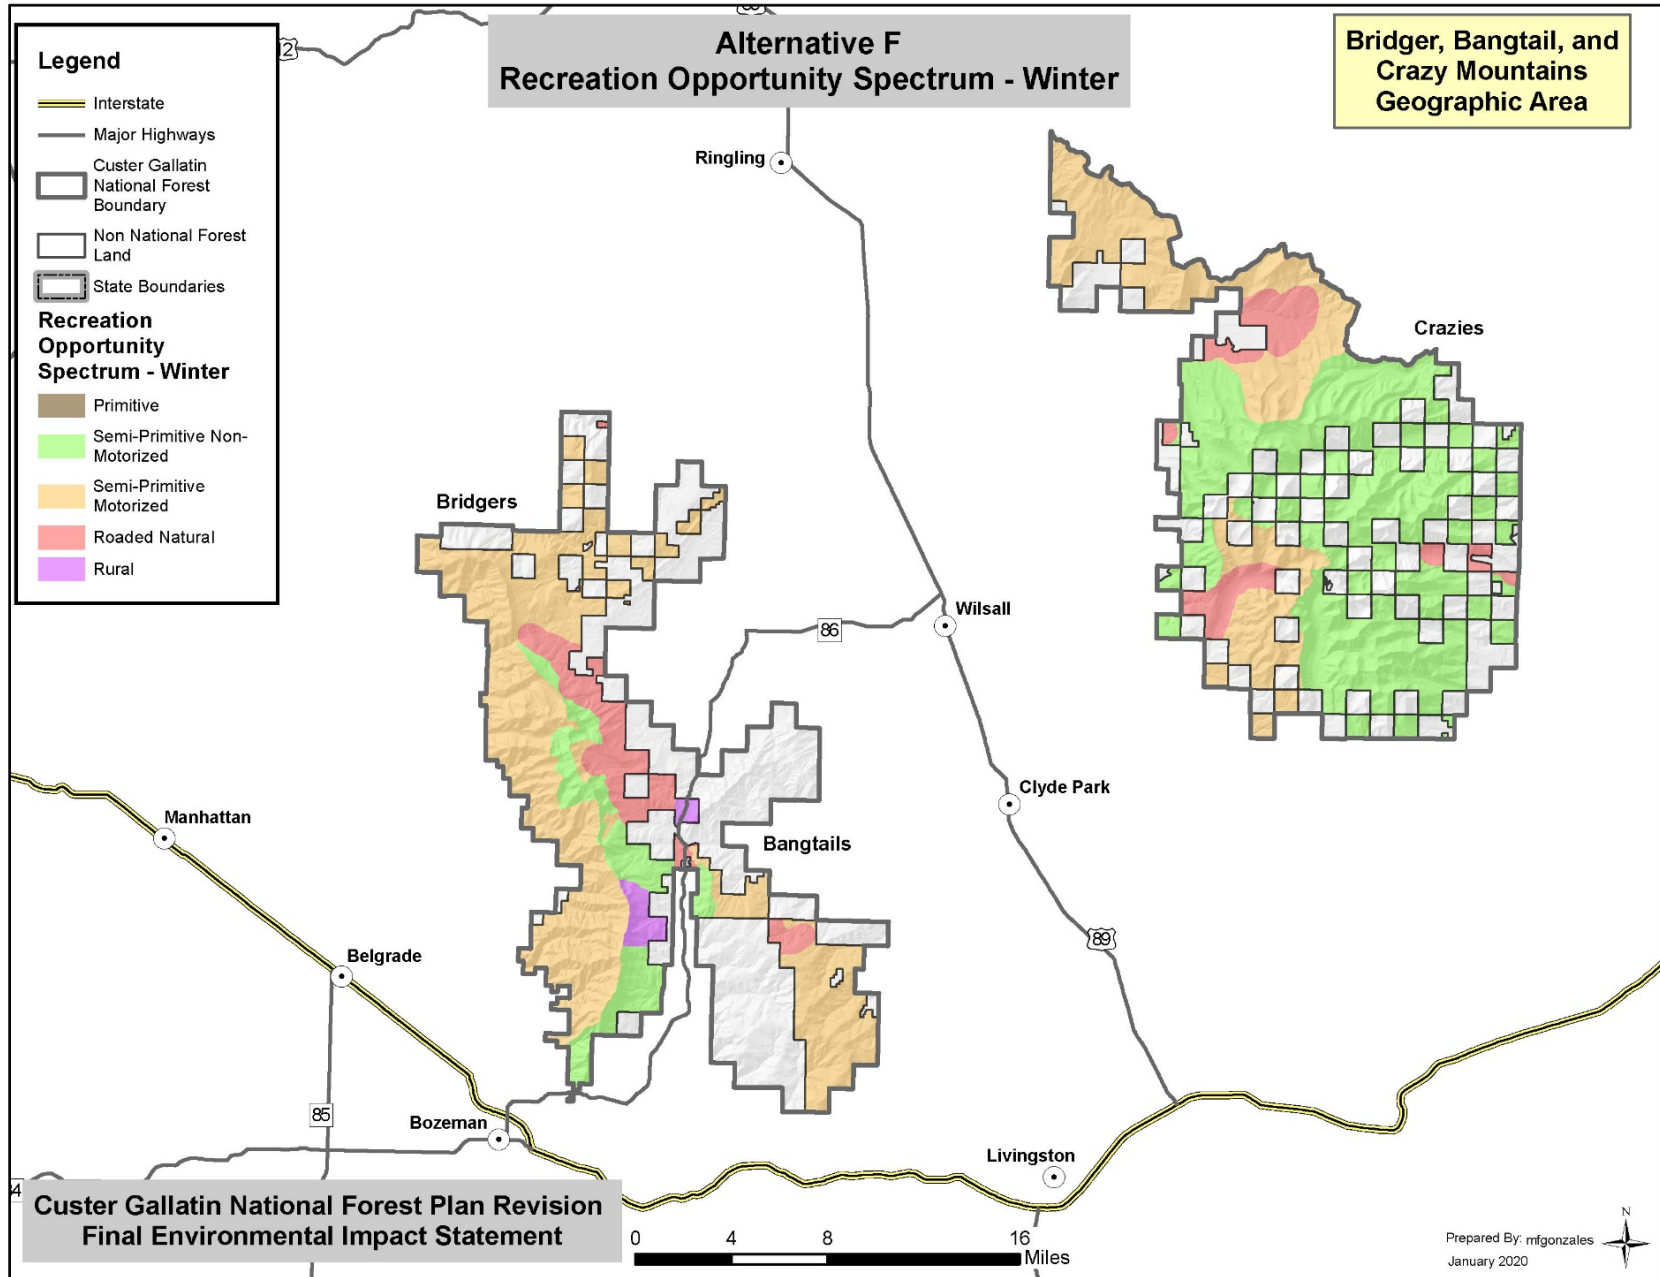 Alternative F
Recreation Opportunity Spectrum - Winter
Bridger, Bangtail, and
Crazy Mountains
Geographic Area
Legend
Interstate
Major Highways
Custer Gallatin
National Forest
Boundary
Non National Forest
Land
State Boundaries
Recreation
Opportunity
Spectrum - Winter
Primitive
Semi-Primitive Non-
Motorized
Semi-Primitive
Motorized
Roaded Natural
Rural
Ringling
Crazies
Bridgers
Wilsall
86
Clyde Park
Manhattan
Bangtails
89
Belgrade
85
Bozeman
Livingston
Custer Gallatin National Forest Plan Revision
Final Environmental Impact Statement
0 4 8 16
Miles
N
Prepared By: mfgonzales
January 2020